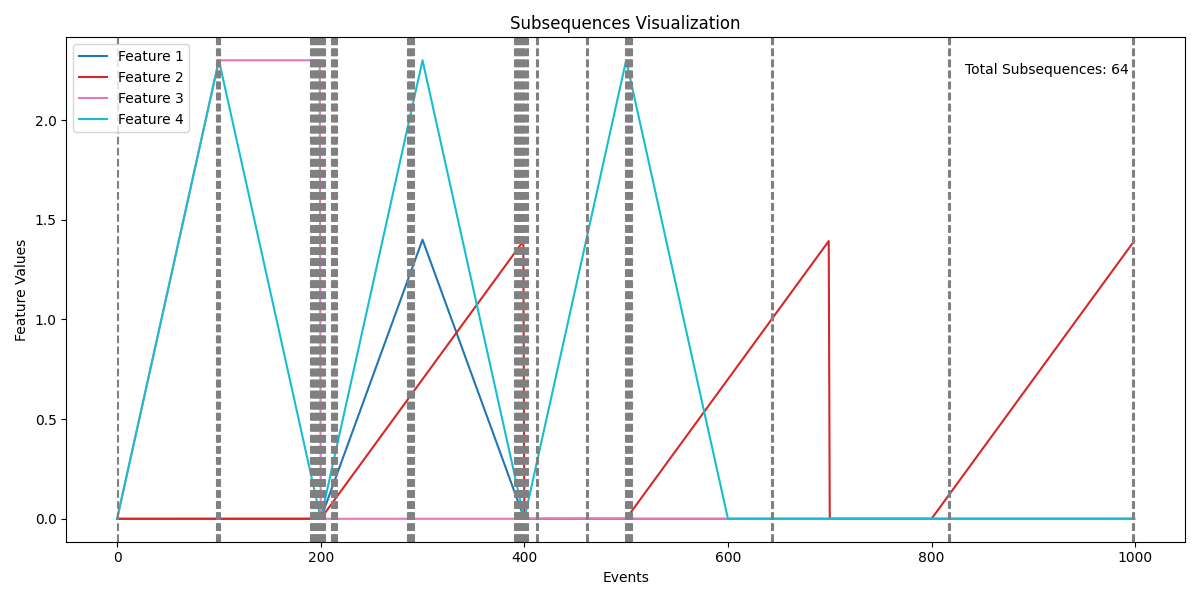 Subsequences Visualization
Feature 1
Feature 2
Feature 3
Feature 4
Total Subsequences: 64
Feature Values
2.0
1.5
1.0
0.5
0.0
0
200
400
600
800
1000
Events